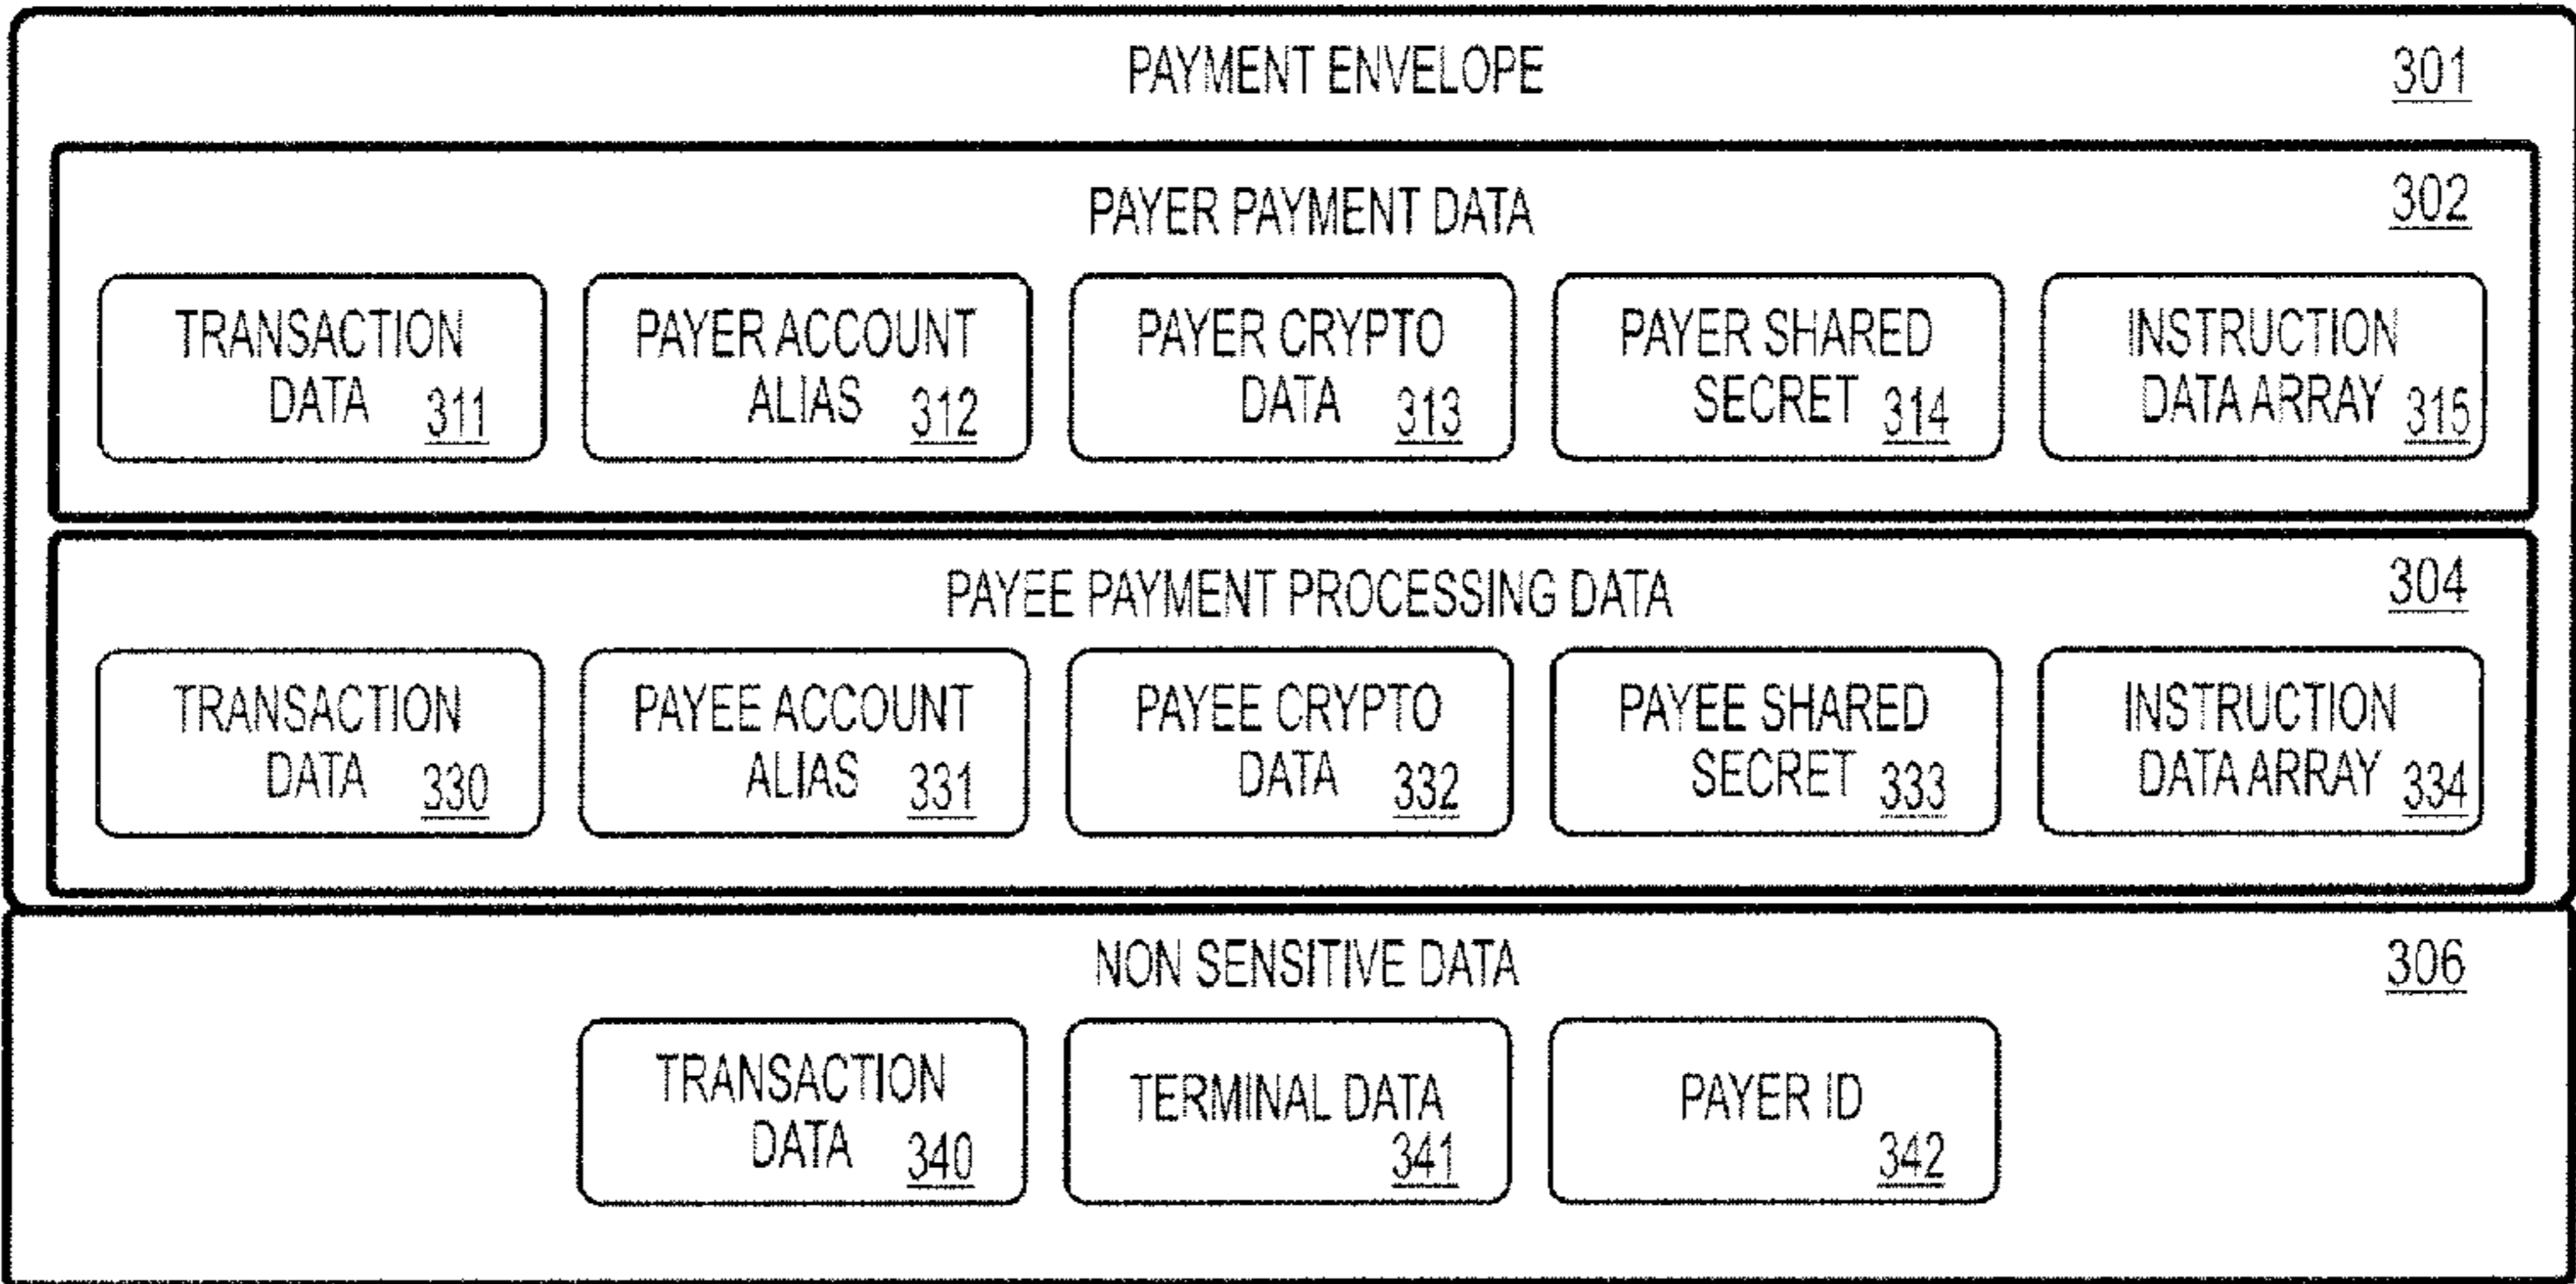 PAYMENT ENVELOPE 301
PAYER PAYMENT DATA 302
TRANSACTION DATA 311
PAYER ACCOUNT ALIAS 312
PAYER CRYPTO DATA 313
PAYER SHARED SECRET 314
INSTRUCTION DATA ARRAY 315
PAYEE PAYMENT PROCESSING DATA 304
TRANSACTION DATA 330
PAYEE ACCOUNT ALIAS 331
PAYEE CRYPTO DATA 332
PAYEE SHARED SECRET 333
INSTRUCTION DATA ARRAY 334
NON SENSITIVE DATA 306
TRANSACTION DATA 340
TERMINAL DATA 341
PAYER ID 342